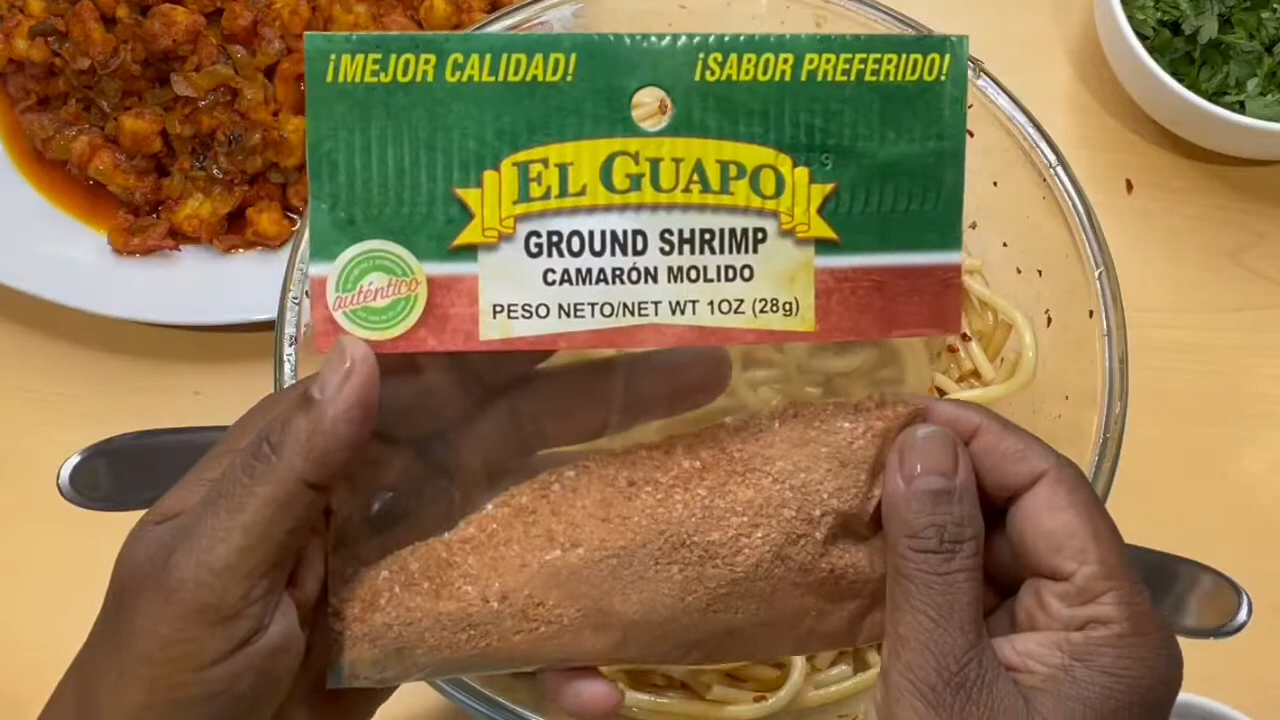 ¡MEJOR CALIDAD!
¡SABOR PREFERIDO!
EL GUAPO
GROUND SHRIMP
CAMARÓN MOLIDO
auténtico
PESO NETO/NET WT 1OZ (28g)